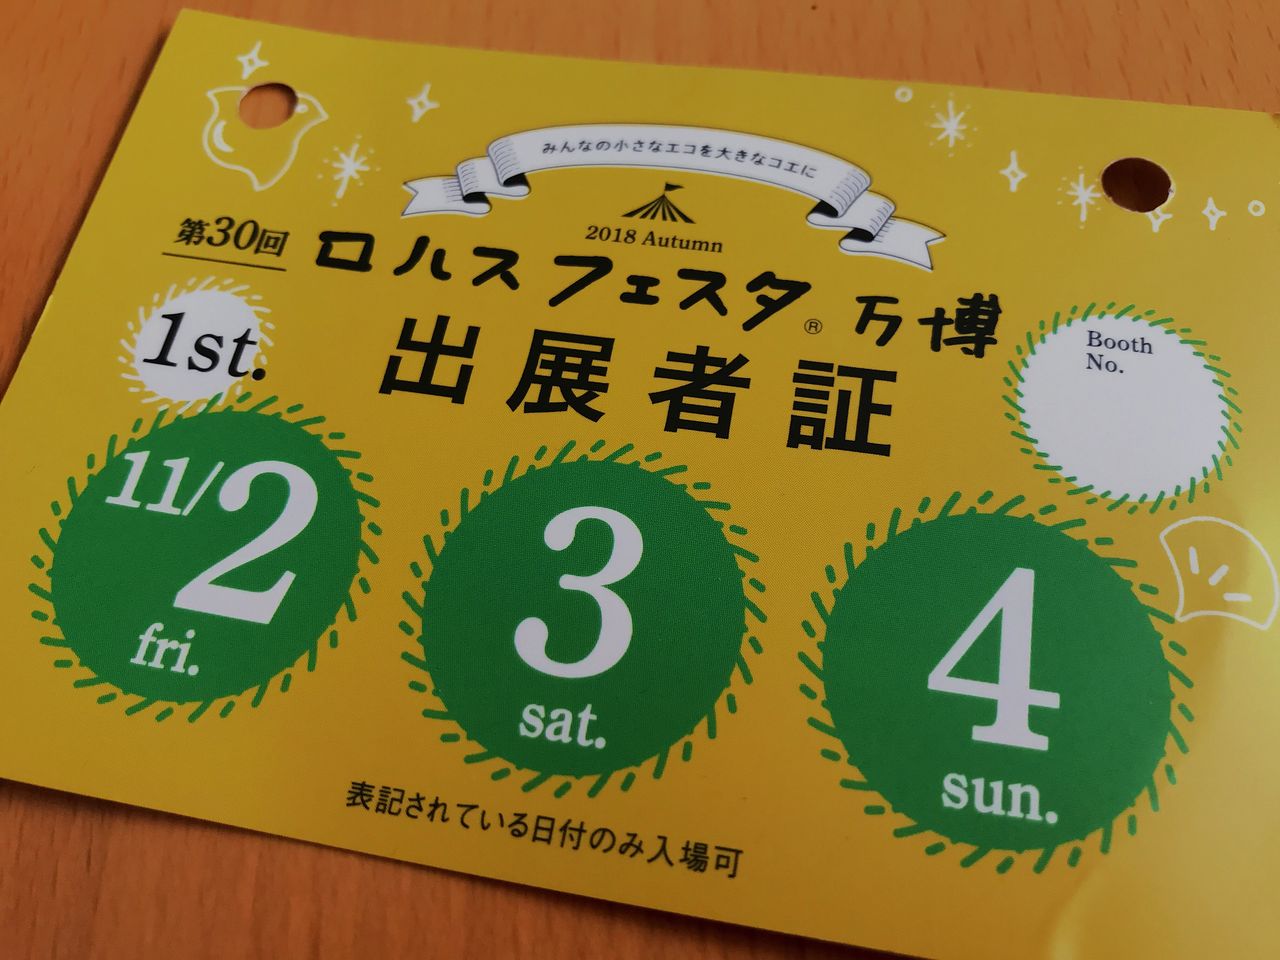 みんなの小さなエコを大きなコエに
2018 Autumn
第30回
ロハスフェスタ® 万博
出展者証
1st.
Booth
No.
11/2
fri.
3
sat.
4
sun.
表記されている日付のみ入場可